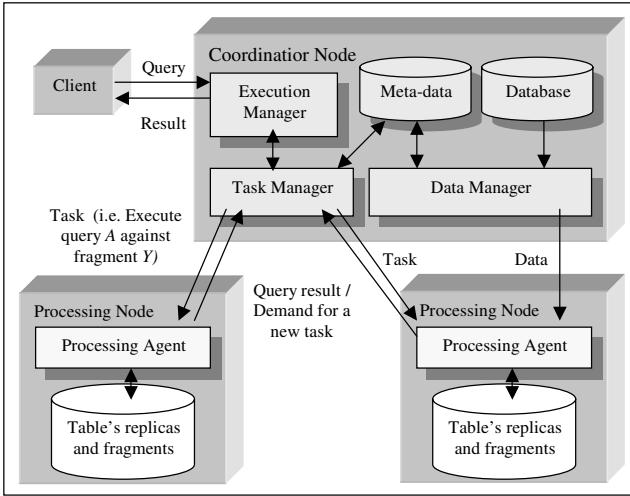 Coordinatior Node
Client
Query
Result
Execution
Manager
Meta-data
Database
Task Manager
Data Manager
Task (i.e. Execute
query A against
fragment Y)
Task
Data
Query result /
Demand for a
new task
Processing Node
Processing Agent
Table's replicas
and fragments
Processing Node
Processing Agent
Table's replicas
and fragments